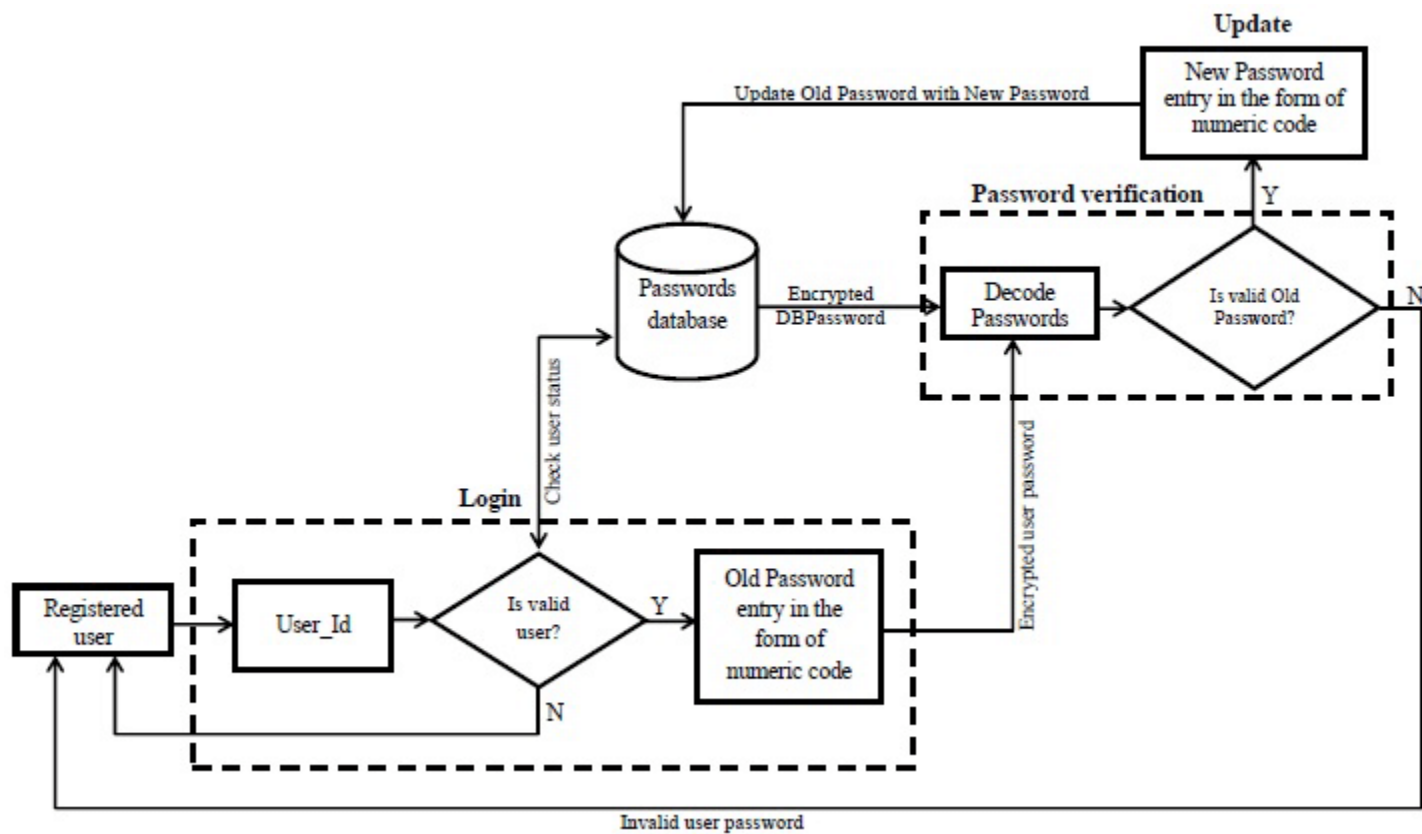 Update
New Password
entry in the form of
numeric code
Update Old Password with New Password
Password verification
Y
Passwords
database
Encrypted
DBPassword
Decode
Passwords
Is valid Old
Password?
N
Check user status
Encrypted user password
Login
Registered
user
User_Id
Is valid
user?
Y
Old Password
entry in the
form of
numeric code
N
Invalid user password